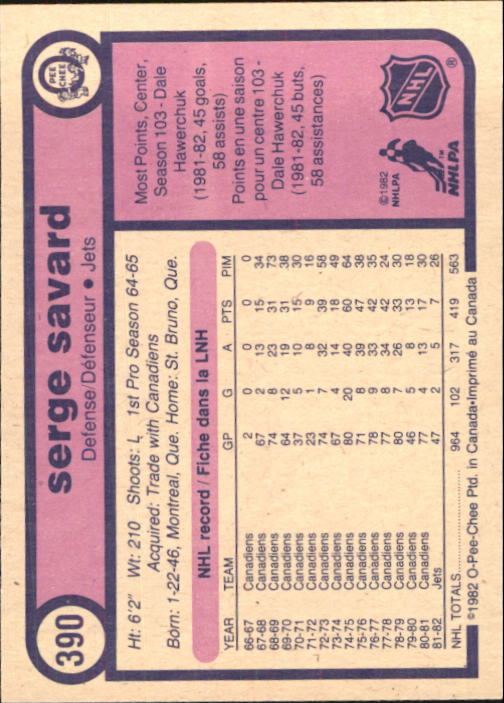 390
serge savard
Defense/Défenseur • Jets
O PEE CHEE
Ht: 6'2" Wt: 210 Shoots: L 1st Pro Season 64-65
Acquired: Trade with Canadiens
Born: 1-22-46, Montreal, Que. Home: St. Bruno, Que.
NHL record / Fiche dans la LNH
YEAR TEAM GP G A PTS PIM
66-67 Canadiens 2 0 0 0 0
67-68 Canadiens 67 2 13 15 34
68-69 Canadiens 74 8 23 31 73
69-70 Canadiens 64 12 19 31 38
70-71 Canadiens 37 5 10 15 30
71-72 Canadiens 23 1 8 9 16
72-73 Canadiens 74 7 32 39 58
73-74 Canadiens 67 4 14 18 49
74-75 Canadiens 80 20 40 60 64
75-76 Canadiens 71 8 39 47 38
76-77 Canadiens 78 9 33 42 35
77-78 Canadiens 77 8 34 42 24
78-79 Canadiens 80 7 26 33 30
79-80 Canadiens 46 5 8 13 18
80-81 Canadiens 77 4 13 17 30
81-82 Jets 47 2 5 7 26
NHL TOTALS 964 102 317 419 563
©1982 O-Pee-Chee Ptd. in Canada•Imprimé au Canada
Most Points, Center,
Season 103 - Dale
Hawerchuk
(1981-82, 45 goals,
58 assists)
Points en une saison
pour un centre 103 -
Dale Hawerchuk
(1981-82, 45 buts,
58 assistances)
©1982
NHLPA
NHLPA™
NHL®